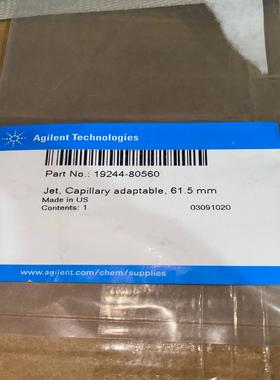 Agilent Technologies
Part No.: 19244-80560
Jet, Capillary adaptable, 61.5 mm
Made in US
Contents: 1 03091020
www.agilent.com/chem/supplies